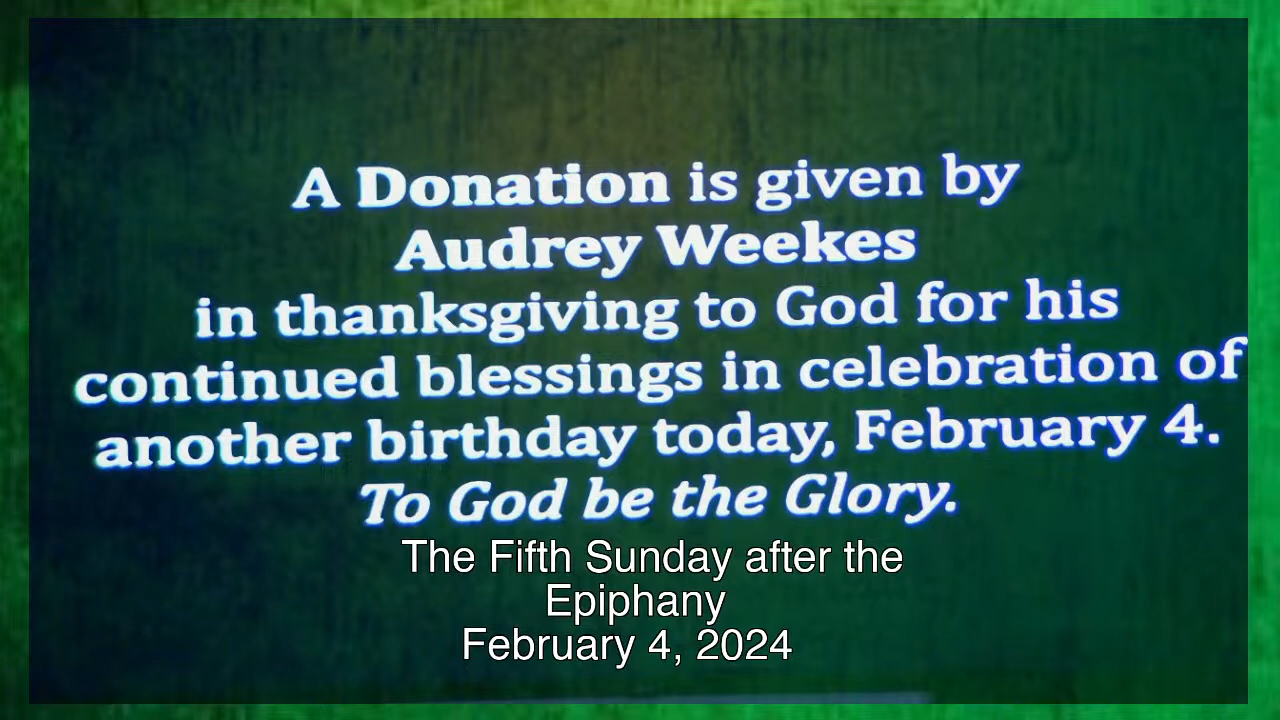 A Donation is given by
Audrey Weekes
in thanksgiving to God for his
continued blessings in celebration of
another birthday today, February 4.
To God be the Glory.
The Fifth Sunday after the
Epiphany
February 4, 2024